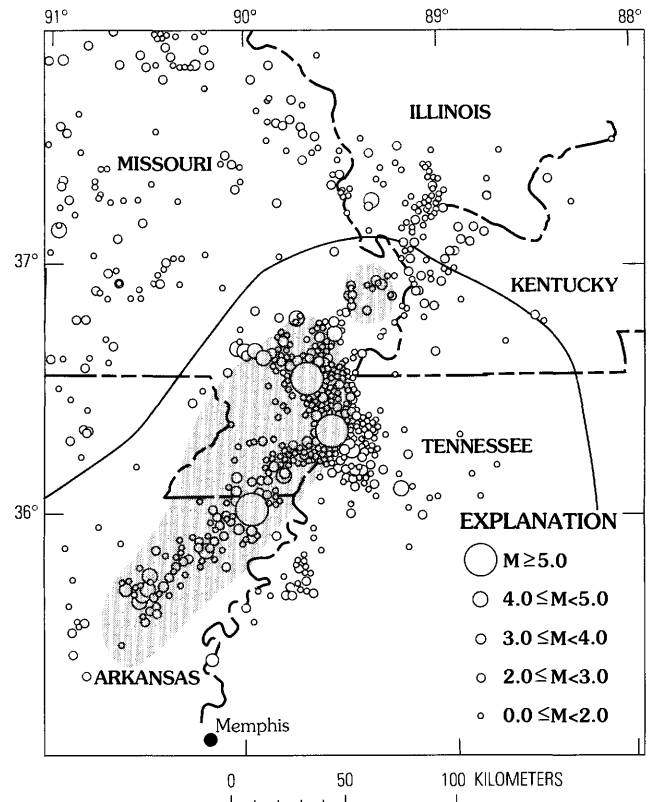 91° 90° 89° 88°
ILLINOIS
MISSOURI
37°
KENTUCKY
TENNESSEE
36°
EXPLANATION
M ≥ 5.0
4.0 ≤ M < 5.0
3.0 ≤ M < 4.0
2.0 ≤ M < 3.0
0.0 ≤ M < 2.0
ARKANSAS
Memphis
0 50 100 KILOMETERS